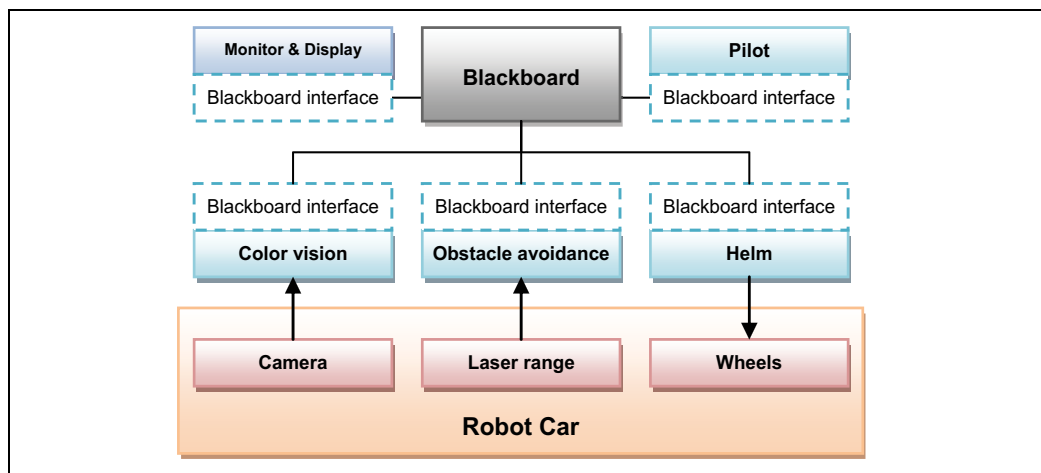 Monitor & Display
Blackboard interface
Blackboard
Pilot
Blackboard interface
Blackboard interface
Color vision
Blackboard interface
Obstacle avoidance
Blackboard interface
Helm
Camera
Laser range
Wheels
Robot Car